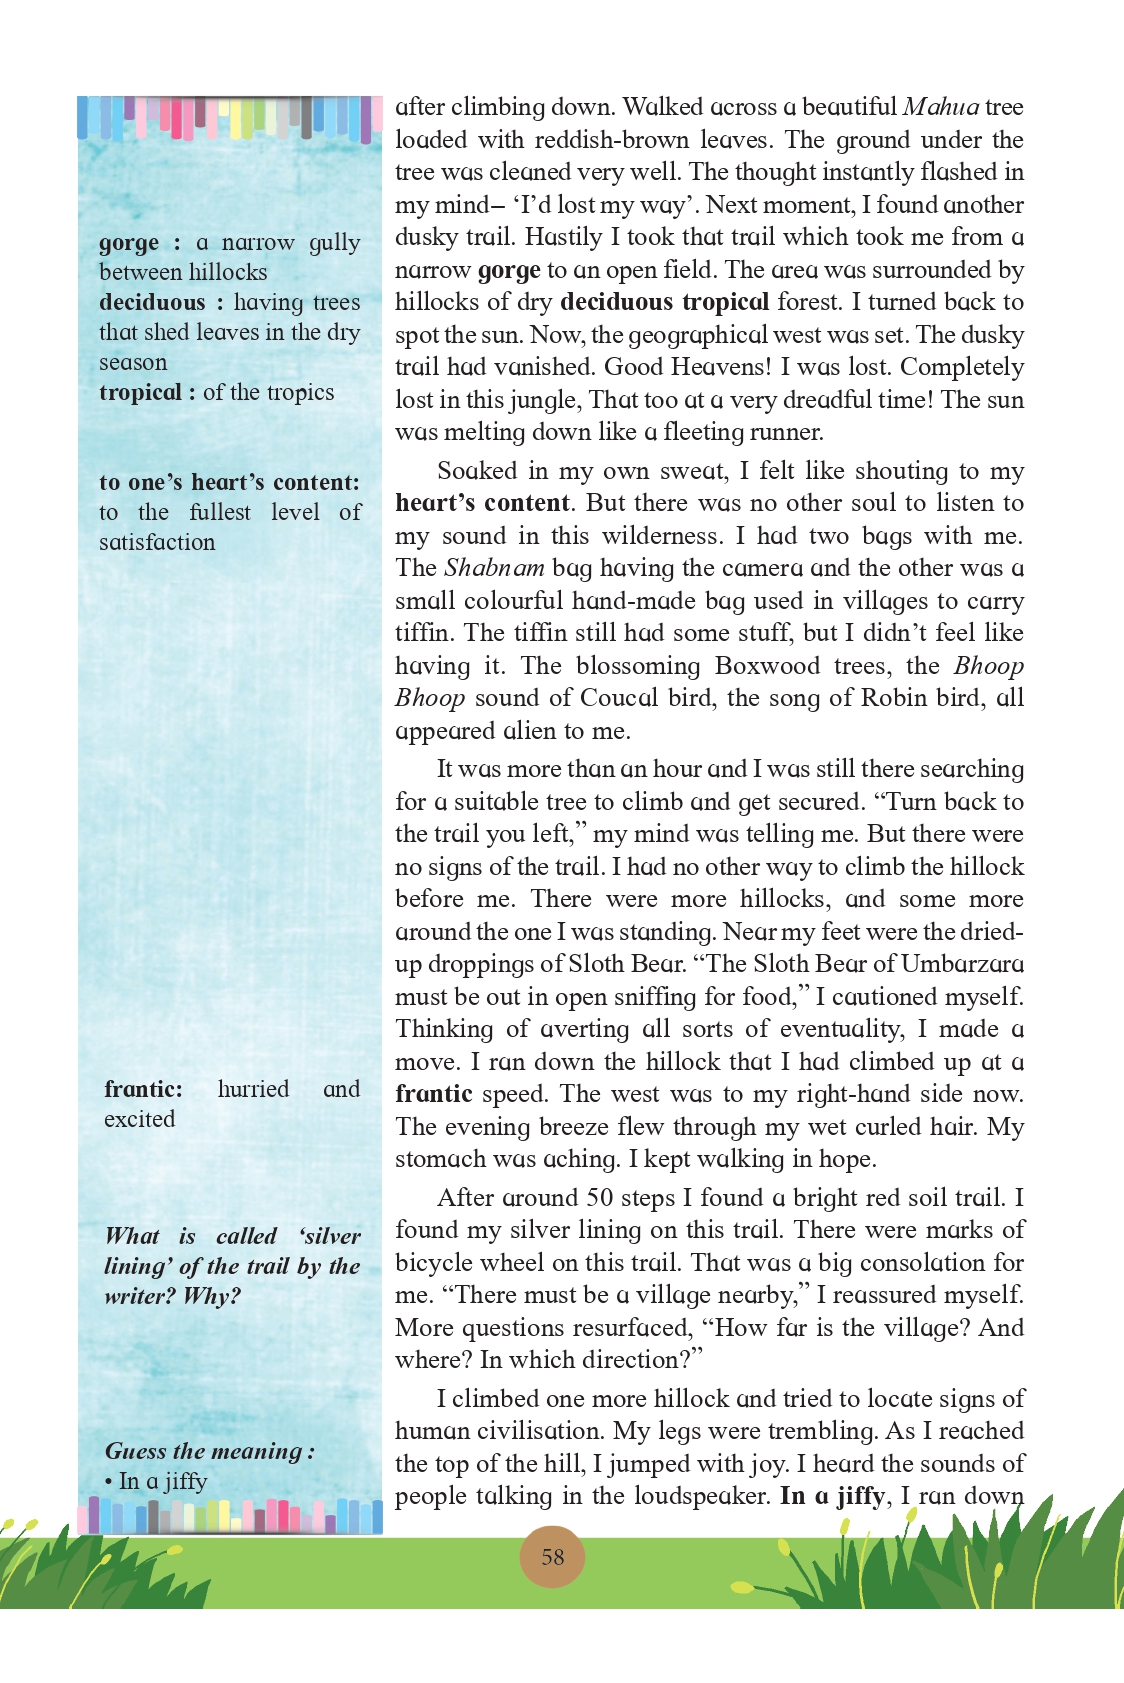 gorge : a narrow gully
between hillocks
deciduous : having trees
that shed leaves in the dry
season
tropical : of the tropics
to one’s heart’s content:
to the fullest level of
satisfaction
frantic: hurried and
excited
What is called ‘silver
lining’ of the trail by the
writer? Why?
Guess the meaning :
• In a jiffy
after climbing down. Walked across a beautiful Mahua tree
loaded with reddish-brown leaves. The ground under the
tree was cleaned very well. The thought instantly flashed in
my mind– ‘I’d lost my way’. Next moment, I found another
dusky trail. Hastily I took that trail which took me from a
narrow gorge to an open field. The area was surrounded by
hillocks of dry deciduous tropical forest. I turned back to
spot the sun. Now, the geographical west was set. The dusky
trail had vanished. Good Heavens! I was lost. Completely
lost in this jungle, That too at a very dreadful time! The sun
was melting down like a fleeting runner.
Soaked in my own sweat, I felt like shouting to my
heart’s content. But there was no other soul to listen to
my sound in this wilderness. I had two bags with me.
The Shabnam bag having the camera and the other was a
small colourful hand-made bag used in villages to carry
tiffin. The tiffin still had some stuff, but I didn’t feel like
having it. The blossoming Boxwood trees, the Bhoop
Bhoop sound of Coucal bird, the song of Robin bird, all
appeared alien to me.
It was more than an hour and I was still there searching
for a suitable tree to climb and get secured. “Turn back to
the trail you left,” my mind was telling me. But there were
no signs of the trail. I had no other way to climb the hillock
before me. There were more hillocks, and some more
around the one I was standing. Near my feet were the dried-
up droppings of Sloth Bear. “The Sloth Bear of Umbarzara
must be out in open sniffing for food,” I cautioned myself.
Thinking of averting all sorts of eventuality, I made a
move. I ran down the hillock that I had climbed up at a
frantic speed. The west was to my right-hand side now.
The evening breeze flew through my wet curled hair. My
stomach was aching. I kept walking in hope.
After around 50 steps I found a bright red soil trail. I
found my silver lining on this trail. There were marks of
bicycle wheel on this trail. That was a big consolation for
me. “There must be a village nearby,” I reassured myself.
More questions resurfaced, “How far is the village? And
where? In which direction?”
I climbed one more hillock and tried to locate signs of
human civilisation. My legs were trembling. As I reached
the top of the hill, I jumped with joy. I heard the sounds of
people talking in the loudspeaker. In a jiffy, I ran down
58